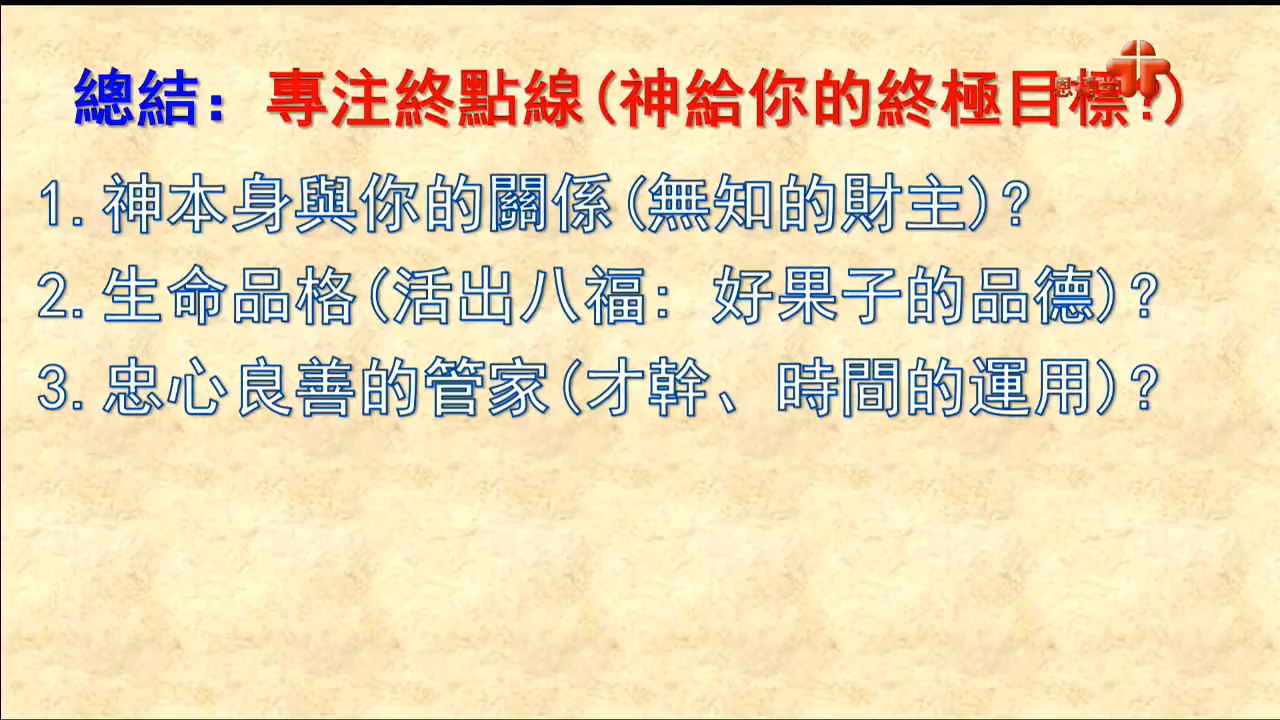 總結：專注終點線(神給你的終極目標?)
1.神本身與你的關係(無知的財主)?
2.生命品格(活出八福：好果子的品德)?
3.忠心良善的管家(才幹、時間的運用)?